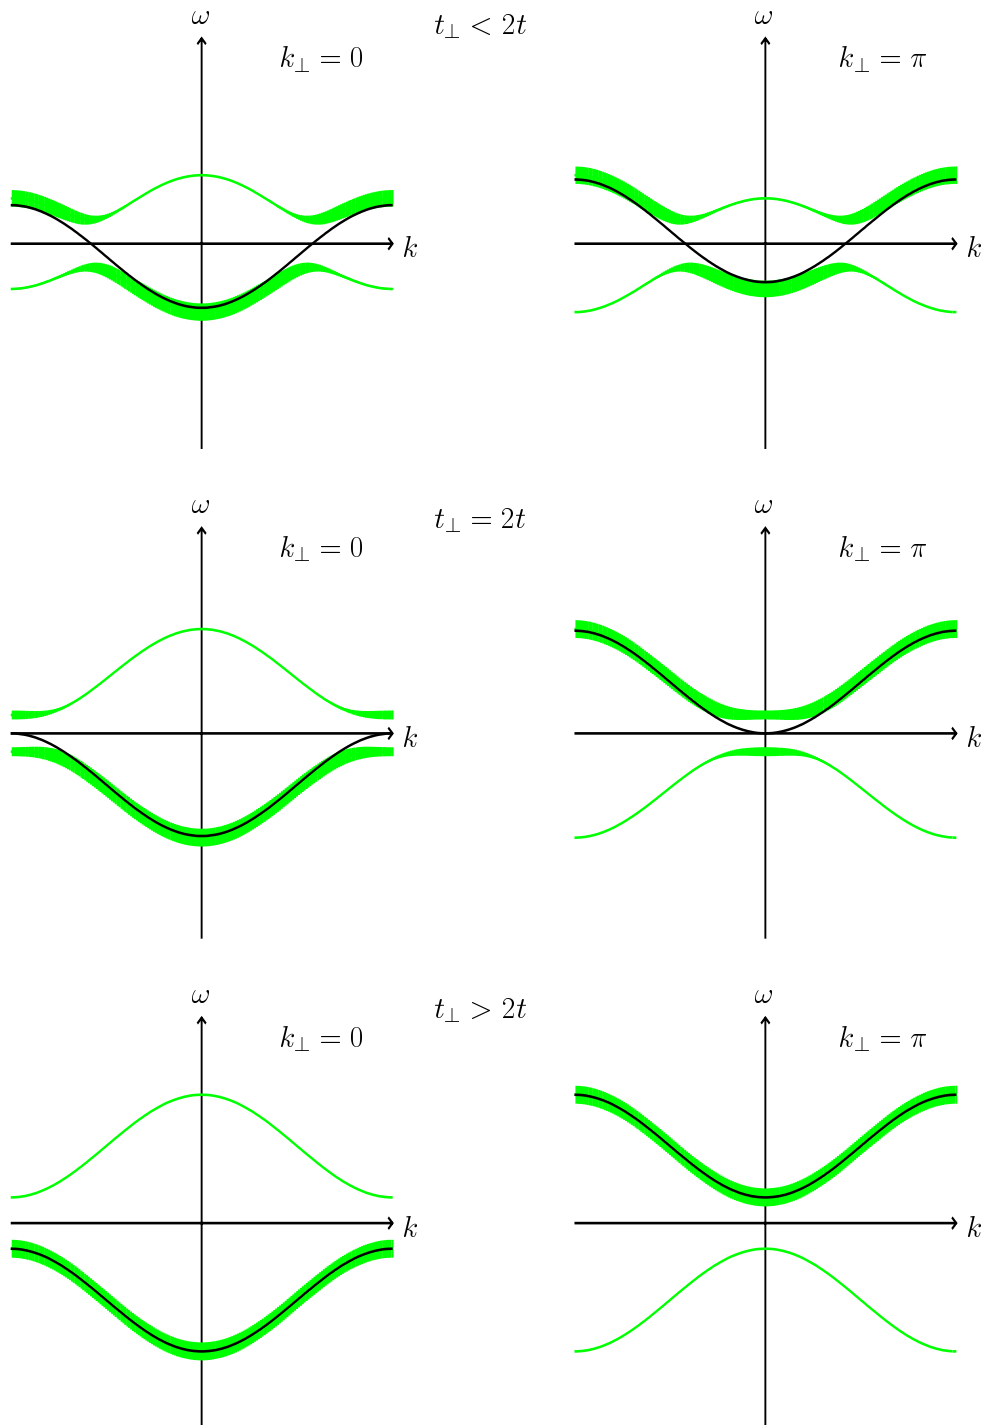 ω
t⊥ < 2t
ω
k⊥ = 0
k⊥ = π
k
k
ω
t⊥ = 2t
ω
k⊥ = 0
k⊥ = π
k
k
ω
t⊥ > 2t
ω
k⊥ = 0
k⊥ = π
k
k